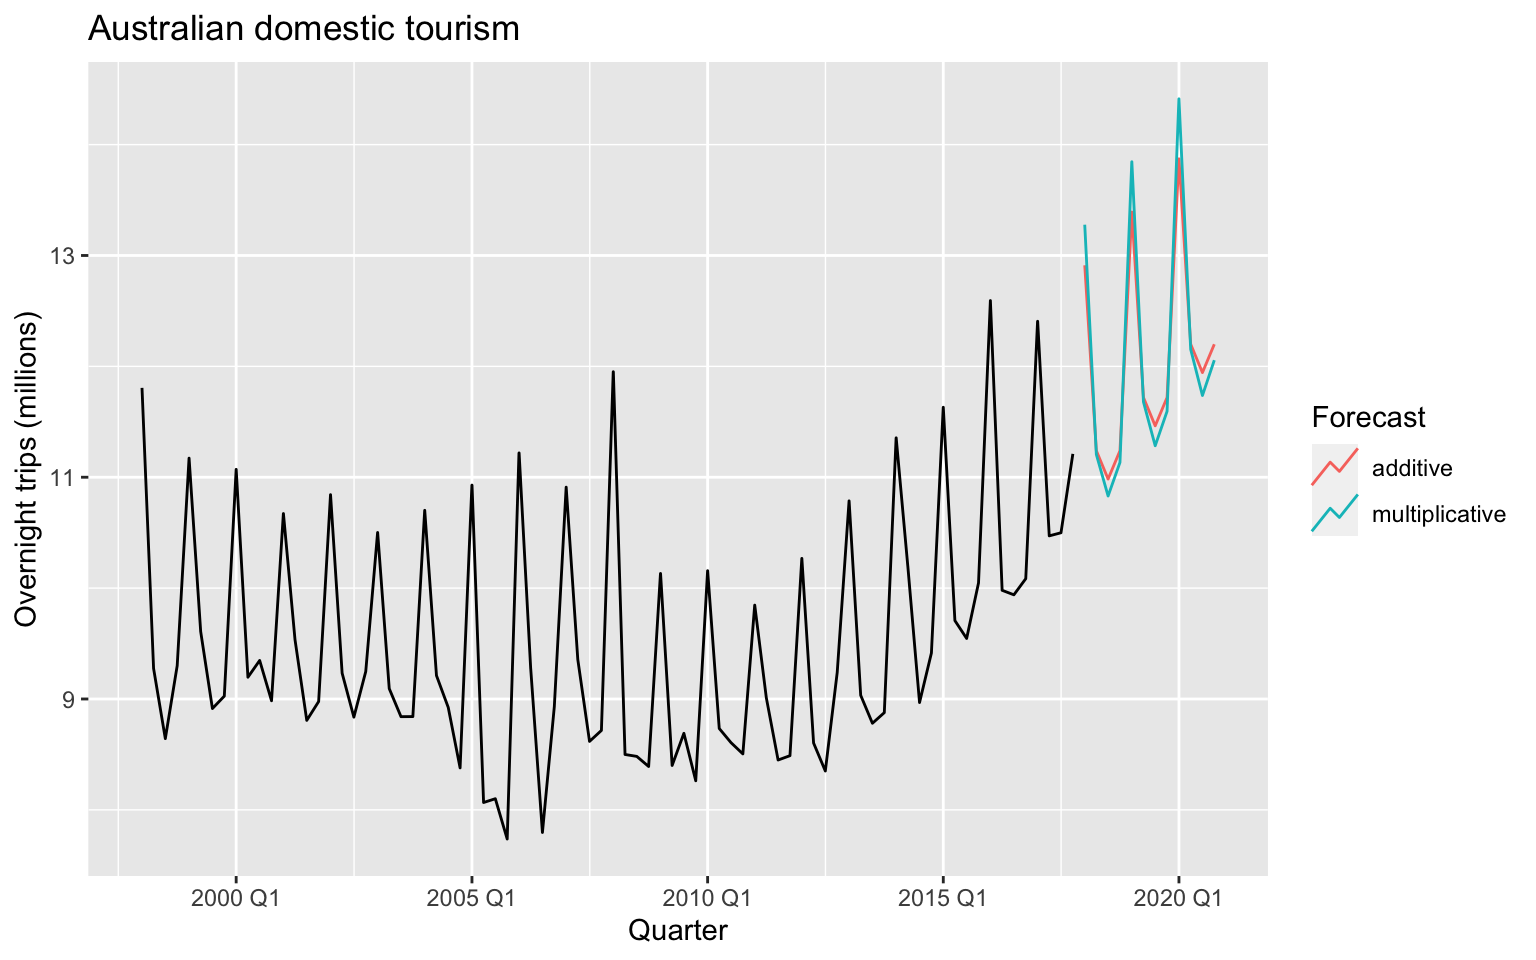 Australian domestic tourism
Overnight trips (millions)
13
11
9
2000 Q1
2005 Q1
2010 Q1
2015 Q1
2020 Q1
Quarter
Forecast
additive
multiplicative